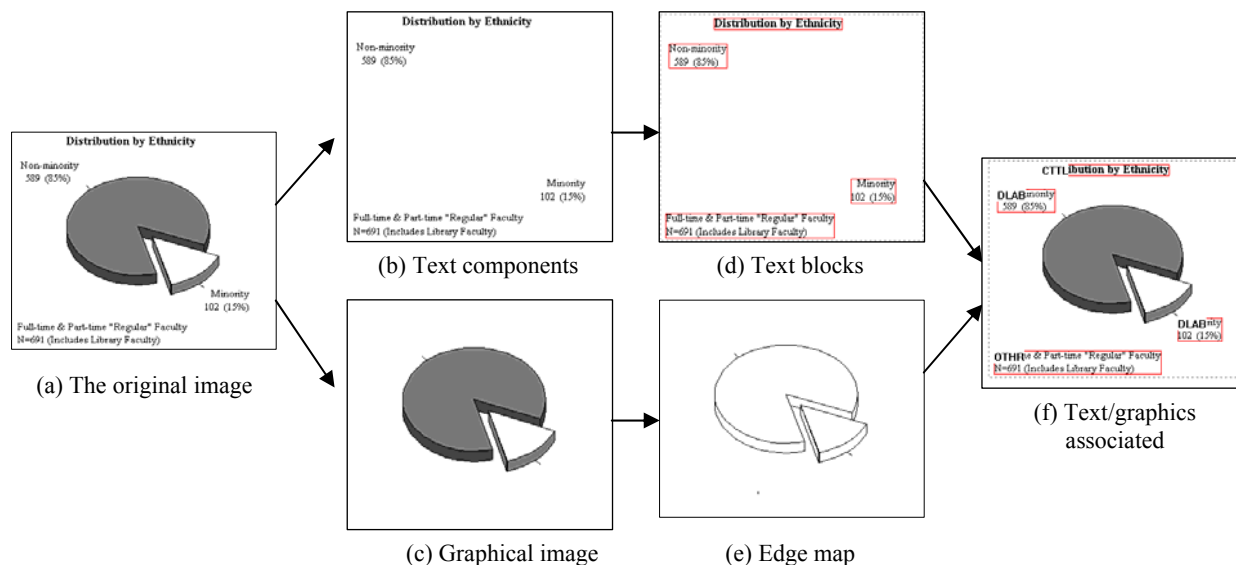 Distribution by Ethnicity
Non-minority
589 (85%)
Minority
102 (15%)
Full-time & Part-time "Regular" Faculty
N=691 (Includes Library Faculty)
(a) The original image
Distribution by Ethnicity
Non-minority
589 (85%)
Minority
102 (15%)
Full-time & Part-time "Regular" Faculty
N=691 (Includes Library Faculty)
(b) Text components
(c) Graphical image
Distribution by Ethnicity
Non-minority
589 (85%)
Minority
102 (15%)
Full-time & Part-time "Regular" Faculty
N=691 (Includes Library Faculty)
(d) Text blocks
(e) Edge map
CTTLibution by Ethnicity
DLABinority
589 (85%)
DLABity
102 (15%)
OTHRe & Part-time "Regular" Faculty
N=691 (Includes Library Faculty)
(f) Text/graphics
associated